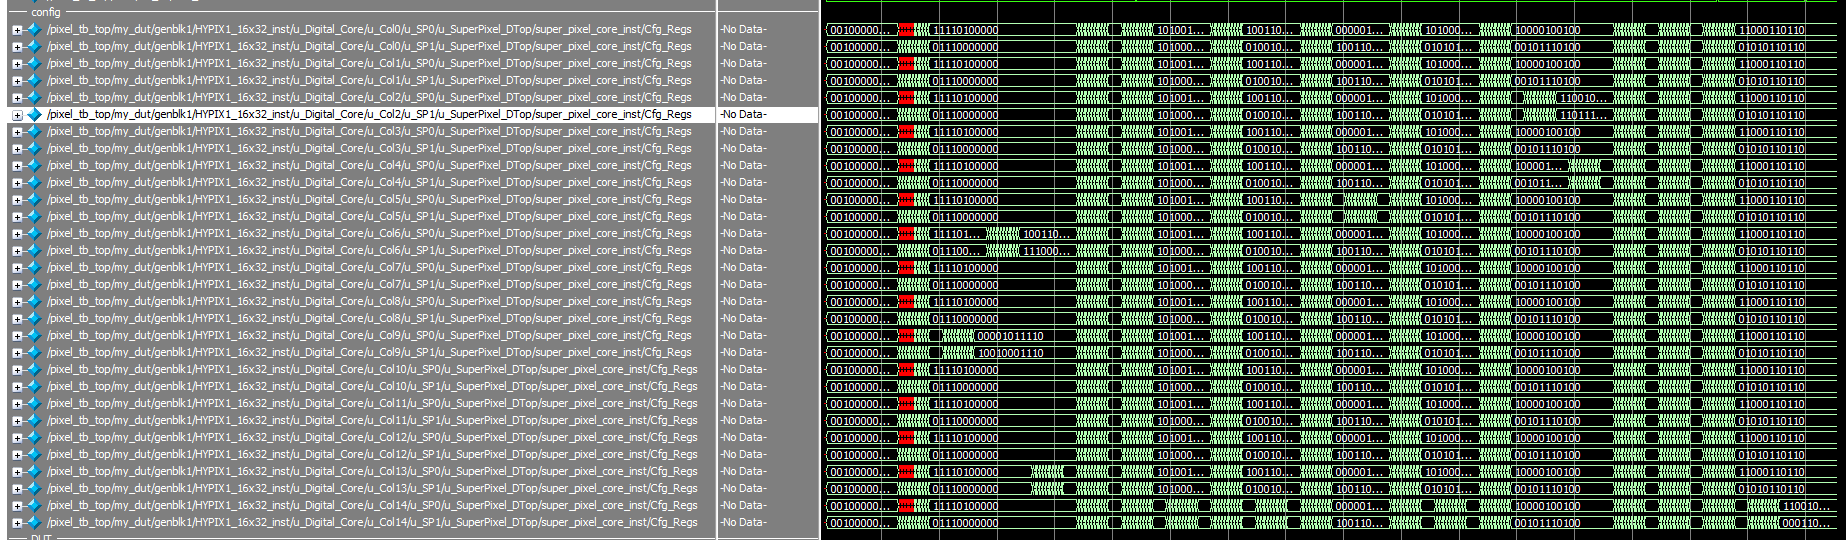 config
/pixel_tb_top/my_dut/genblk1/HYPIX1_16x32_inst/u_Digital_Core/u_Col0/u_SP0/u_SuperPixel_DTop/super_pixel_core_inst/Cfg_Regs -No Data- 00100000... 11110100000 101001... 100110... 000001... 101000... 10000100100 11000110110
/pixel_tb_top/my_dut/genblk1/HYPIX1_16x32_inst/u_Digital_Core/u_Col0/u_SP1/u_SuperPixel_DTop/super_pixel_core_inst/Cfg_Regs -No Data- 00100000... 01110000000 101000... 010010... 100110... 010101... 00101110100 01010110110
/pixel_tb_top/my_dut/genblk1/HYPIX1_16x32_inst/u_Digital_Core/u_Col1/u_SP0/u_SuperPixel_DTop/super_pixel_core_inst/Cfg_Regs -No Data- 00100000... 11110100000 101001... 100110... 000001... 101000... 10000100100 11000110110
/pixel_tb_top/my_dut/genblk1/HYPIX1_16x32_inst/u_Digital_Core/u_Col1/u_SP1/u_SuperPixel_DTop/super_pixel_core_inst/Cfg_Regs -No Data- 00100000... 01110000000 101000... 010010... 100110... 010101... 00101110100 01010110110
/pixel_tb_top/my_dut/genblk1/HYPIX1_16x32_inst/u_Digital_Core/u_Col2/u_SP0/u_SuperPixel_DTop/super_pixel_core_inst/Cfg_Regs -No Data- 00100000... 11110100000 101001... 100110... 000001... 101000... 110010... 11000110110
/pixel_tb_top/my_dut/genblk1/HYPIX1_16x32_inst/u_Digital_Core/u_Col2/u_SP1/u_SuperPixel_DTop/super_pixel_core_inst/Cfg_Regs -No Data- 00100000... 01110000000 101000... 010010... 100110... 010101... 110111... 01010110110
/pixel_tb_top/my_dut/genblk1/HYPIX1_16x32_inst/u_Digital_Core/u_Col3/u_SP0/u_SuperPixel_DTop/super_pixel_core_inst/Cfg_Regs -No Data- 00100000... 11110100000 101001... 100110... 000001... 101000... 10000100100 11000110110
/pixel_tb_top/my_dut/genblk1/HYPIX1_16x32_inst/u_Digital_Core/u_Col3/u_SP1/u_SuperPixel_DTop/super_pixel_core_inst/Cfg_Regs -No Data- 00100000... 01110000000 101000... 010010... 100110... 010101... 00101110100 01010110110
/pixel_tb_top/my_dut/genblk1/HYPIX1_16x32_inst/u_Digital_Core/u_Col4/u_SP0/u_SuperPixel_DTop/super_pixel_core_inst/Cfg_Regs -No Data- 00100000... 11110100000 101001... 100110... 000001... 101000... 100001... 11000110110
/pixel_tb_top/my_dut/genblk1/HYPIX1_16x32_inst/u_Digital_Core/u_Col4/u_SP1/u_SuperPixel_DTop/super_pixel_core_inst/Cfg_Regs -No Data- 00100000... 01110000000 101000... 010010... 100110... 010101... 001011... 01010110110
/pixel_tb_top/my_dut/genblk1/HYPIX1_16x32_inst/u_Digital_Core/u_Col5/u_SP0/u_SuperPixel_DTop/super_pixel_core_inst/Cfg_Regs -No Data- 00100000... 11110100000 101001... 100110... 101000... 10000100100 11000110110
/pixel_tb_top/my_dut/genblk1/HYPIX1_16x32_inst/u_Digital_Core/u_Col5/u_SP1/u_SuperPixel_DTop/super_pixel_core_inst/Cfg_Regs -No Data- 00100000... 01110000000 101000... 010010... 010101... 00101110100 01010110110
/pixel_tb_top/my_dut/genblk1/HYPIX1_16x32_inst/u_Digital_Core/u_Col6/u_SP0/u_SuperPixel_DTop/super_pixel_core_inst/Cfg_Regs -No Data- 00100000... 111101... 100110... 101001... 100110... 000001... 101000... 10000100100 11000110110
/pixel_tb_top/my_dut/genblk1/HYPIX1_16x32_inst/u_Digital_Core/u_Col6/u_SP1/u_SuperPixel_DTop/super_pixel_core_inst/Cfg_Regs -No Data- 00100000... 011100... 111000... 101000... 010010... 100110... 010101... 00101110100 01010110110
/pixel_tb_top/my_dut/genblk1/HYPIX1_16x32_inst/u_Digital_Core/u_Col7/u_SP0/u_SuperPixel_DTop/super_pixel_core_inst/Cfg_Regs -No Data- 00100000... 11110100000 101001... 100110... 000001... 101000... 10000100100 11000110110
/pixel_tb_top/my_dut/genblk1/HYPIX1_16x32_inst/u_Digital_Core/u_Col7/u_SP1/u_SuperPixel_DTop/super_pixel_core_inst/Cfg_Regs -No Data- 00100000... 01110000000 101000... 010010... 100110... 010101... 00101110100 01010110110
/pixel_tb_top/my_dut/genblk1/HYPIX1_16x32_inst/u_Digital_Core/u_Col8/u_SP0/u_SuperPixel_DTop/super_pixel_core_inst/Cfg_Regs -No Data- 00100000... 11110100000 101001... 100110... 000001... 101000... 10000100100 11000110110
/pixel_tb_top/my_dut/genblk1/HYPIX1_16x32_inst/u_Digital_Core/u_Col8/u_SP1/u_SuperPixel_DTop/super_pixel_core_inst/Cfg_Regs -No Data- 00100000... 01110000000 101000... 010010... 100110... 010101... 00101110100 01010110110
/pixel_tb_top/my_dut/genblk1/HYPIX1_16x32_inst/u_Digital_Core/u_Col9/u_SP0/u_SuperPixel_DTop/super_pixel_core_inst/Cfg_Regs -No Data- 00100000... 00001011110 101001... 100110... 000001... 101000... 10000100100 11000110110
/pixel_tb_top/my_dut/genblk1/HYPIX1_16x32_inst/u_Digital_Core/u_Col9/u_SP1/u_SuperPixel_DTop/super_pixel_core_inst/Cfg_Regs -No Data- 00100000... 10010001110 101000... 010010... 100110... 010101... 00101110100 01010110110
/pixel_tb_top/my_dut/genblk1/HYPIX1_16x32_inst/u_Digital_Core/u_Col10/u_SP0/u_SuperPixel_DTop/super_pixel_core_inst/Cfg_Regs -No Data- 00100000... 11110100000 101001... 100110... 000001... 101000... 10000100100 11000110110
/pixel_tb_top/my_dut/genblk1/HYPIX1_16x32_inst/u_Digital_Core/u_Col10/u_SP1/u_SuperPixel_DTop/super_pixel_core_inst/Cfg_Regs -No Data- 00100000... 01110000000 101000... 010010... 100110... 010101... 00101110100 01010110110
/pixel_tb_top/my_dut/genblk1/HYPIX1_16x32_inst/u_Digital_Core/u_Col11/u_SP0/u_SuperPixel_DTop/super_pixel_core_inst/Cfg_Regs -No Data- 00100000... 11110100000 101001... 100110... 000001... 101000... 10000100100 11000110110
/pixel_tb_top/my_dut/genblk1/HYPIX1_16x32_inst/u_Digital_Core/u_Col11/u_SP1/u_SuperPixel_DTop/super_pixel_core_inst/Cfg_Regs -No Data- 00100000... 01110000000 101000... 010010... 100110... 010101... 00101110100 01010110110
/pixel_tb_top/my_dut/genblk1/HYPIX1_16x32_inst/u_Digital_Core/u_Col12/u_SP0/u_SuperPixel_DTop/super_pixel_core_inst/Cfg_Regs -No Data- 00100000... 11110100000 101001... 100110... 000001... 101000... 10000100100 11000110110
/pixel_tb_top/my_dut/genblk1/HYPIX1_16x32_inst/u_Digital_Core/u_Col12/u_SP1/u_SuperPixel_DTop/super_pixel_core_inst/Cfg_Regs -No Data- 00100000... 01110000000 101000... 010010... 100110... 010101... 00101110100 01010110110
/pixel_tb_top/my_dut/genblk1/HYPIX1_16x32_inst/u_Digital_Core/u_Col13/u_SP0/u_SuperPixel_DTop/super_pixel_core_inst/Cfg_Regs -No Data- 00100000... 11110100000 101001... 100110... 000001... 101000... 10000100100 11000110110
/pixel_tb_top/my_dut/genblk1/HYPIX1_16x32_inst/u_Digital_Core/u_Col13/u_SP1/u_SuperPixel_DTop/super_pixel_core_inst/Cfg_Regs -No Data- 00100000... 01110000000 101000... 010010... 100110... 010101... 00101110100 01010110110
/pixel_tb_top/my_dut/genblk1/HYPIX1_16x32_inst/u_Digital_Core/u_Col14/u_SP0/u_SuperPixel_DTop/super_pixel_core_inst/Cfg_Regs -No Data- 00100000... 11110100000 000001... 10000100100 110010...
/pixel_tb_top/my_dut/genblk1/HYPIX1_16x32_inst/u_Digital_Core/u_Col14/u_SP1/u_SuperPixel_DTop/super_pixel_core_inst/Cfg_Regs -No Data- 00100000... 01110000000 100110... 00101110100 000110...
DUT